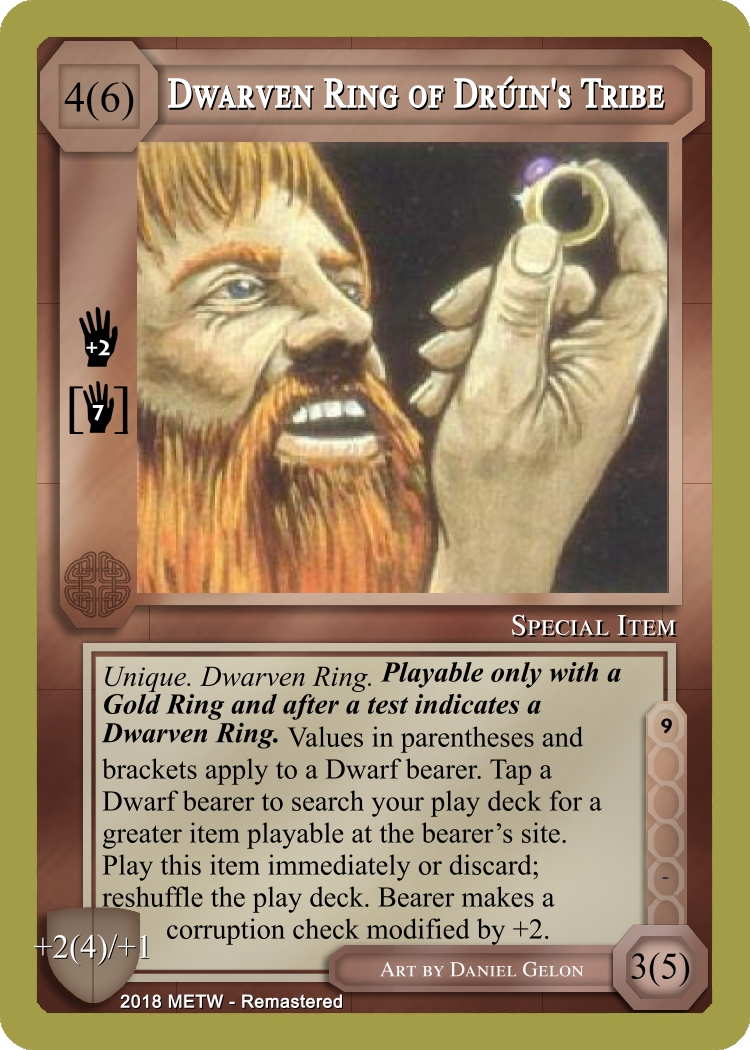 4(6)
DWARVEN RING OF DRÚIN'S TRIBE
+2
[7]
SPECIAL ITEM
Unique. Dwarven Ring. Playable only with a
Gold Ring and after a test indicates a
Dwarven Ring. Values in parentheses and
brackets apply to a Dwarf bearer. Tap a
Dwarf bearer to search your play deck for a
greater item playable at the bearer’s site.
Play this item immediately or discard;
reshuffle the play deck. Bearer makes a
corruption check modified by +2.
9
-
+2(4)/+1
ART BY DANIEL GELON
3(5)
2018 METW - Remastered